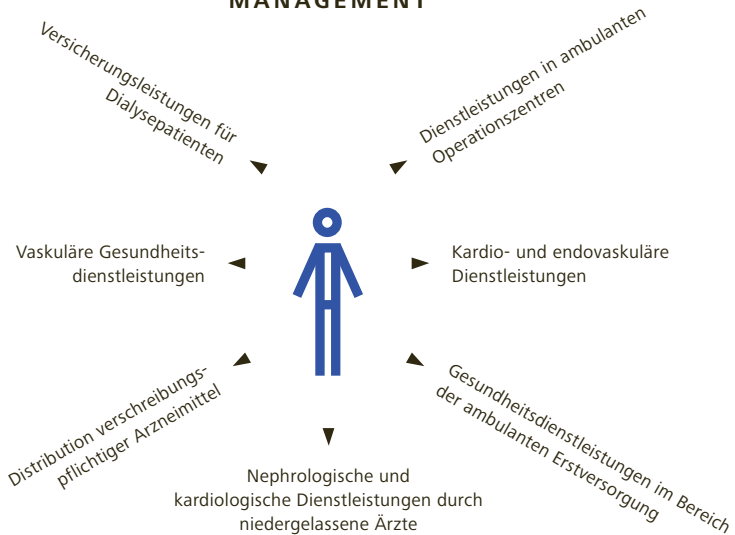 MANAGEMENT
Versicherungsleistungen für
Dialysepatienten
Dienstleistungen in ambulanten
Operationszentren
Vaskuläre Gesundheits-
dienstleistungen
Kardio- und endovaskuläre
Dienstleistungen
Distribution verschreibungs-
pflichtiger Arzneimittel
Gesundheitsdienstleistungen im Bereich
der ambulanten Erstversorgung
Nephrologische und
kardiologische Dienstleistungen durch
niedergelassene Ärzte